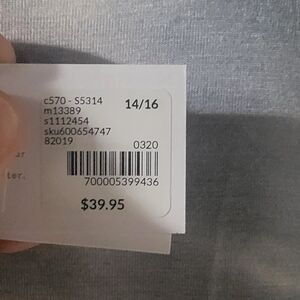 c570 - S5314
14/16
m13389
s1112454
sku600654747
82019
0320
700005399436
$39.95